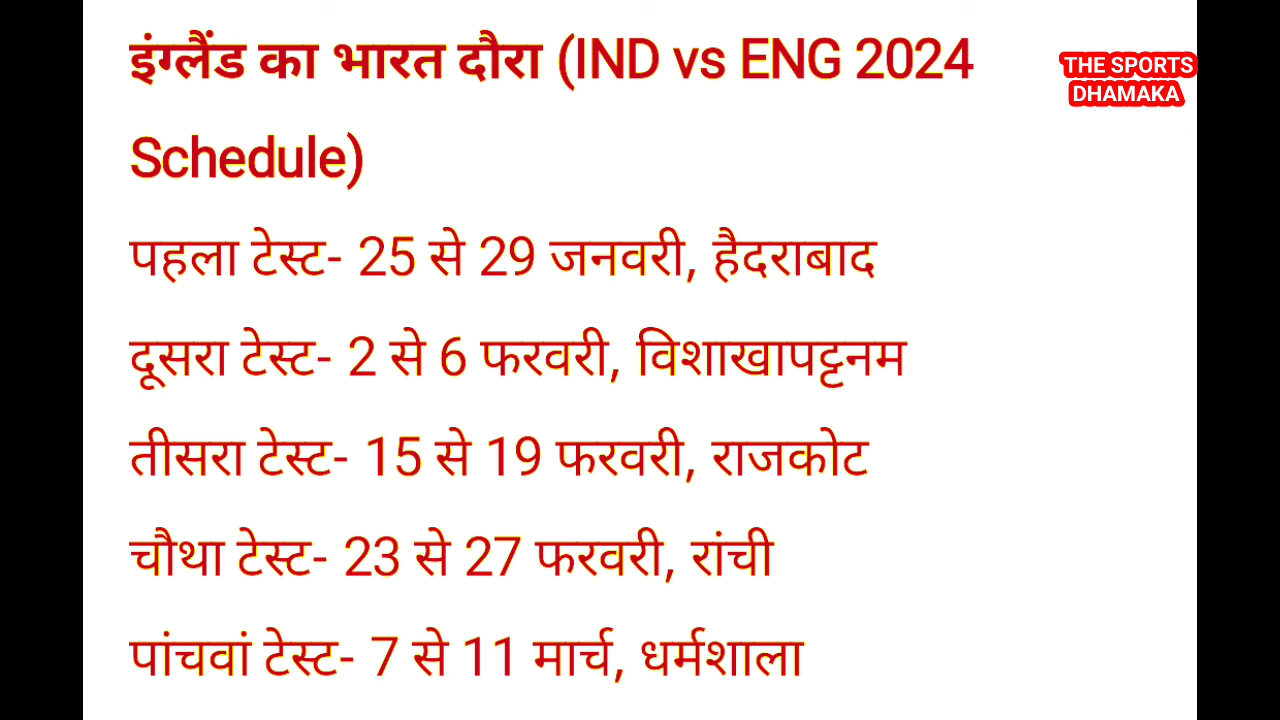 इंग्लैंड का भारत दौरा (IND vs ENG 2024
Schedule)
THE SPORTS
DHAMAKA
पहला टेस्ट- 25 से 29 जनवरी, हैदराबाद
दूसरा टेस्ट- 2 से 6 फरवरी, विशाखापट्टनम
तीसरा टेस्ट- 15 से 19 फरवरी, राजकोट
चौथा टेस्ट- 23 से 27 फरवरी, रांची
पांचवां टेस्ट- 7 से 11 मार्च, धर्मशाला